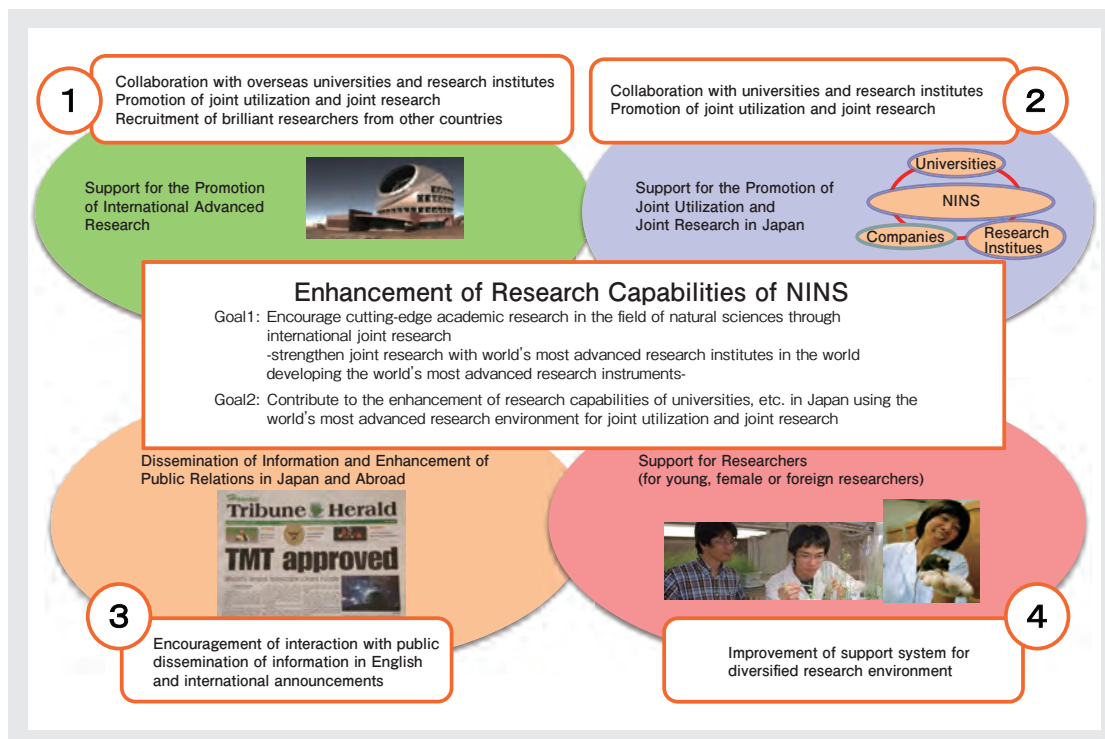 1
Collaboration with overseas universities and research institutes
Promotion of joint utilization and joint research
Recruitment of brilliant researchers from other countries
2
Collaboration with universities and research institutes
Promotion of joint utilization and joint research
Support for the Promotion
of International Advanced
Research
Support for the Promotion of
Joint Utilization and
Joint Research in Japan
Universities
NINS
Companies
Research
Institues
Enhancement of Research Capabilities of NINS
Goal1: Encourage cutting-edge academic research in the field of natural sciences through
international joint research
-strengthen joint research with world's most advanced research institutes in the world
developing the world's most advanced research instruments-
Goal2: Contribute to the enhancement of research capabilities of universities, etc. in Japan using the
world's most advanced research environment for joint utilization and joint research
Dissemination of Information and Enhancement of
Public Relations in Japan and Abroad
Hawaii
Tribune Herald
TMT approved
3
Encouragement of interaction with public
dissemination of information in English
and international announcements
Support for Researchers
(for young, female or foreign researchers)
4
Improvement of support system for
diversified research environment